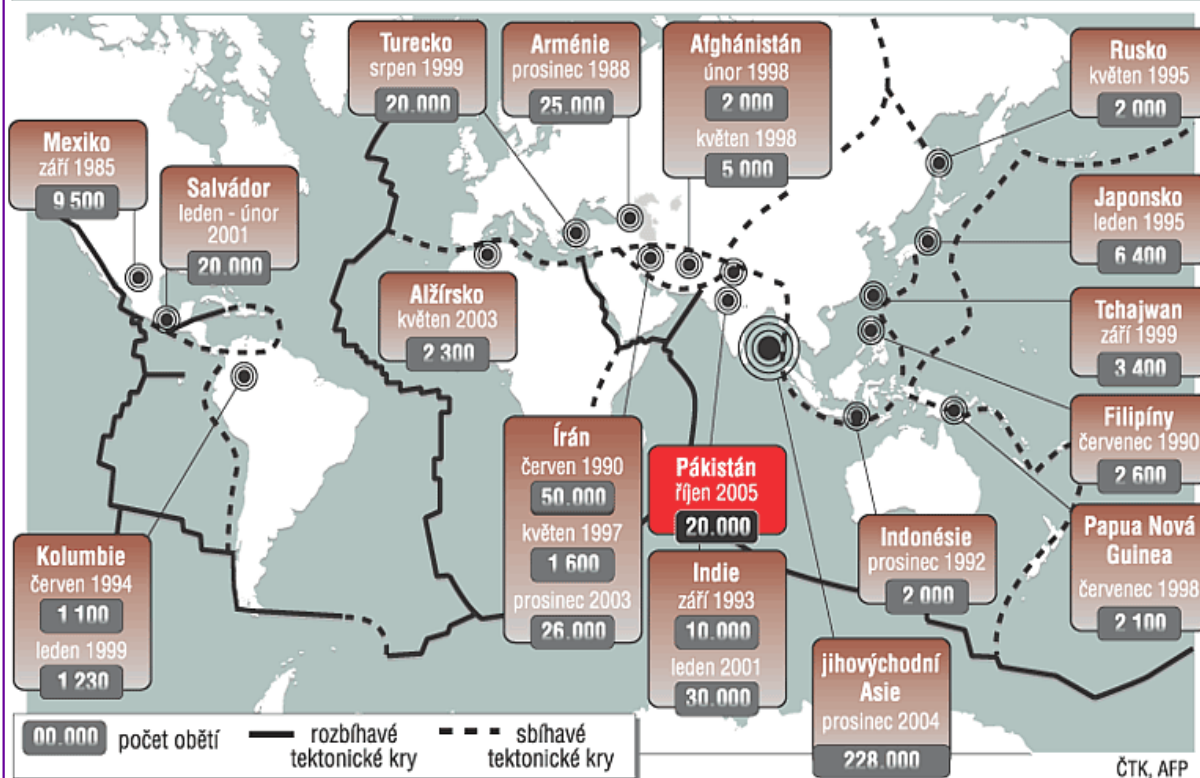 Turecko
srpen 1999
20.000
Arménie
prosinec 1988
25.000
Afghánistán
únor 1998
2 000
květen 1998
5 000
Rusko
květen 1995
2 000
Mexiko
září 1985
9 500
Salvádor
leden - únor
2001
20.000
Japonsko
leden 1995
6 400
Alžírsko
květen 2003
2 300
Tchajwan
září 1999
3 400
Filipíny
červenec 1990
2 600
Írán
červen 1990
50.000
květen 1997
1 600
prosinec 2003
26.000
Pákistán
říjen 2005
20.000
Indie
září 1993
10.000
leden 2001
30.000
Indonésie
prosinec 1992
2 000
Papua Nová
Guinea
červenec 1998
2 100
Kolumbie
červen 1994
1 100
leden 1999
1 230
jihovýchodní
Asie
prosinec 2004
228.000
00.000 počet obětí
rozbíhavé
tektonické kry
sbíhavé
tektonické kry
ČTK, AFP